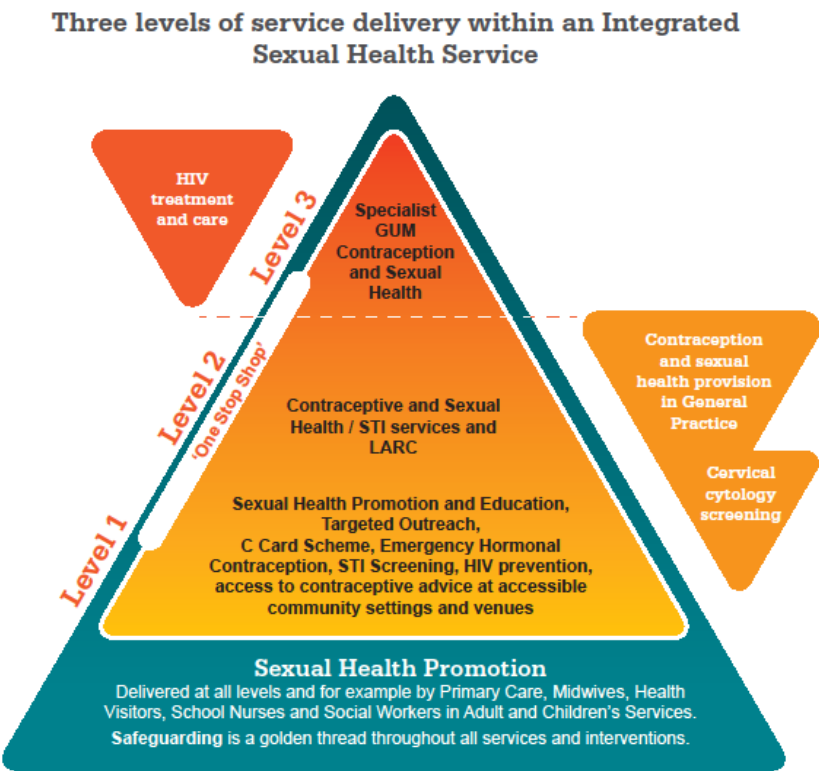 Three levels of service delivery within an Integrated
Sexual Health Service
HIV
treatment
and care
Level 3
Specialist
GUM
Contraception
and Sexual
Health
Level 2
'One Stop Shop'
Contraception
and sexual
health provision
in General
Practice
Contraceptive and Sexual
Health / STI services and
LARC
Cervical
cytology
screening
Level 1
Sexual Health Promotion and Education,
Targeted Outreach,
C Card Scheme, Emergency Hormonal
Contraception, STI Screening, HIV prevention,
access to contraceptive advice at accessible
community settings and venues
Sexual Health Promotion
Delivered at all levels and for example by Primary Care, Midwives, Health
Visitors, School Nurses and Social Workers in Adult and Children's Services.
Safeguarding is a golden thread throughout all services and interventions.